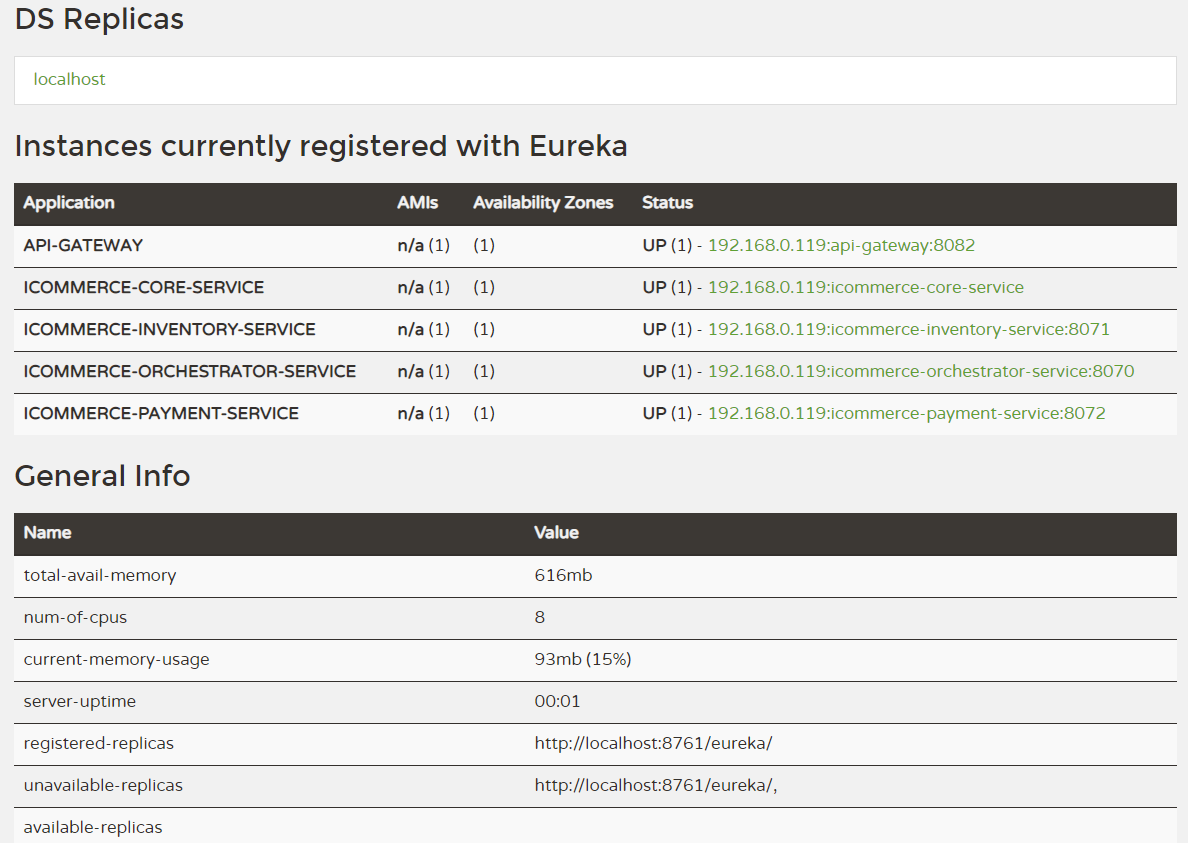 DS Replicas
localhost
Instances currently registered with Eureka
Application AMIs Availability Zones Status
API-GATEWAY n/a (1) (1) UP (1) - 192.168.0.119:api-gateway:8082
ICOMMERCE-CORE-SERVICE n/a (1) (1) UP (1) - 192.168.0.119:icommerce-core-service
ICOMMERCE-INVENTORY-SERVICE n/a (1) (1) UP (1) - 192.168.0.119:icommerce-inventory-service:8071
ICOMMERCE-ORCHESTRATOR-SERVICE n/a (1) (1) UP (1) - 192.168.0.119:icommerce-orchestrator-service:8070
ICOMMERCE-PAYMENT-SERVICE n/a (1) (1) UP (1) - 192.168.0.119:icommerce-payment-service:8072
General Info
Name Value
total-avail-memory 616mb
num-of-cpus 8
current-memory-usage 93mb (15%)
server-uptime 00:01
registered-replicas http://localhost:8761/eureka/
unavailable-replicas http://localhost:8761/eureka/,
available-replicas